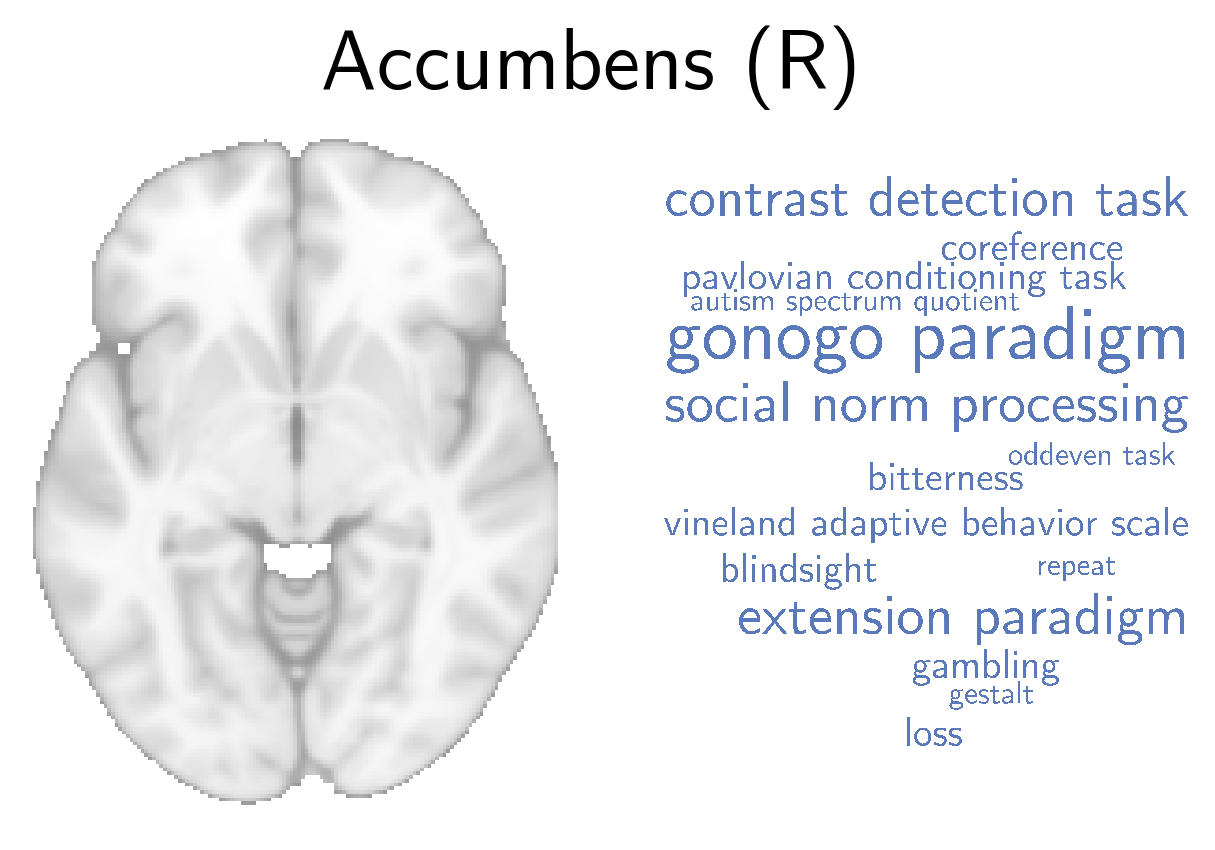 Accumbens (R)
contrast detection task
coreference
pavlovian conditioning task
autism spectrum quotient
gonogo paradigm
social norm processing
oddeven task
bitterness
vineland adaptive behavior scale
blindsight
repeat
extension paradigm
gambling
gestalt
loss